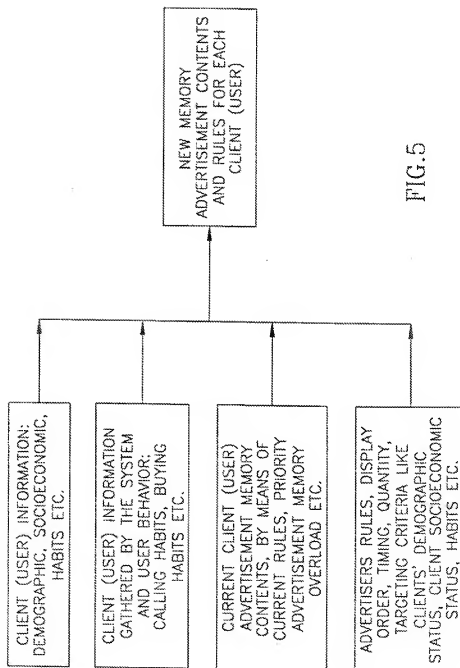 CLIENT (USER) INFORMATION:
DEMOGRAPHIC, SOCIOECONOMIC,
HABITS ETC.
CLIENT (USER) INFORMATION
GATHERED BY THE SYSTEM
AND USER BEHAVIOR;
CALLING HABITS, BUYING
HABITS ETC.
CURRENT CLIENT (USER)
ADVERTISEMENT MEMORY
CONTENTS, BY MEANS OF
CURRENT RULES, PRIORITY
ADVERTISEMENT MEMORY
OVERLOAD ETC.
ADVERTISERS RULES, DISPLAY
ORDER, TIMING, QUANTITY,
TARGETING CRITERIA LIKE
CLIENTS' DEMOGRAPHIC
STATUS, CLIENT SOCIOECONOMIC
STATUS, HABITS ETC.
NEW MEMORY
ADVERTISEMENT CONTENTS
AND RULES FOR EACH
CLIENT (USER)
FIG.5